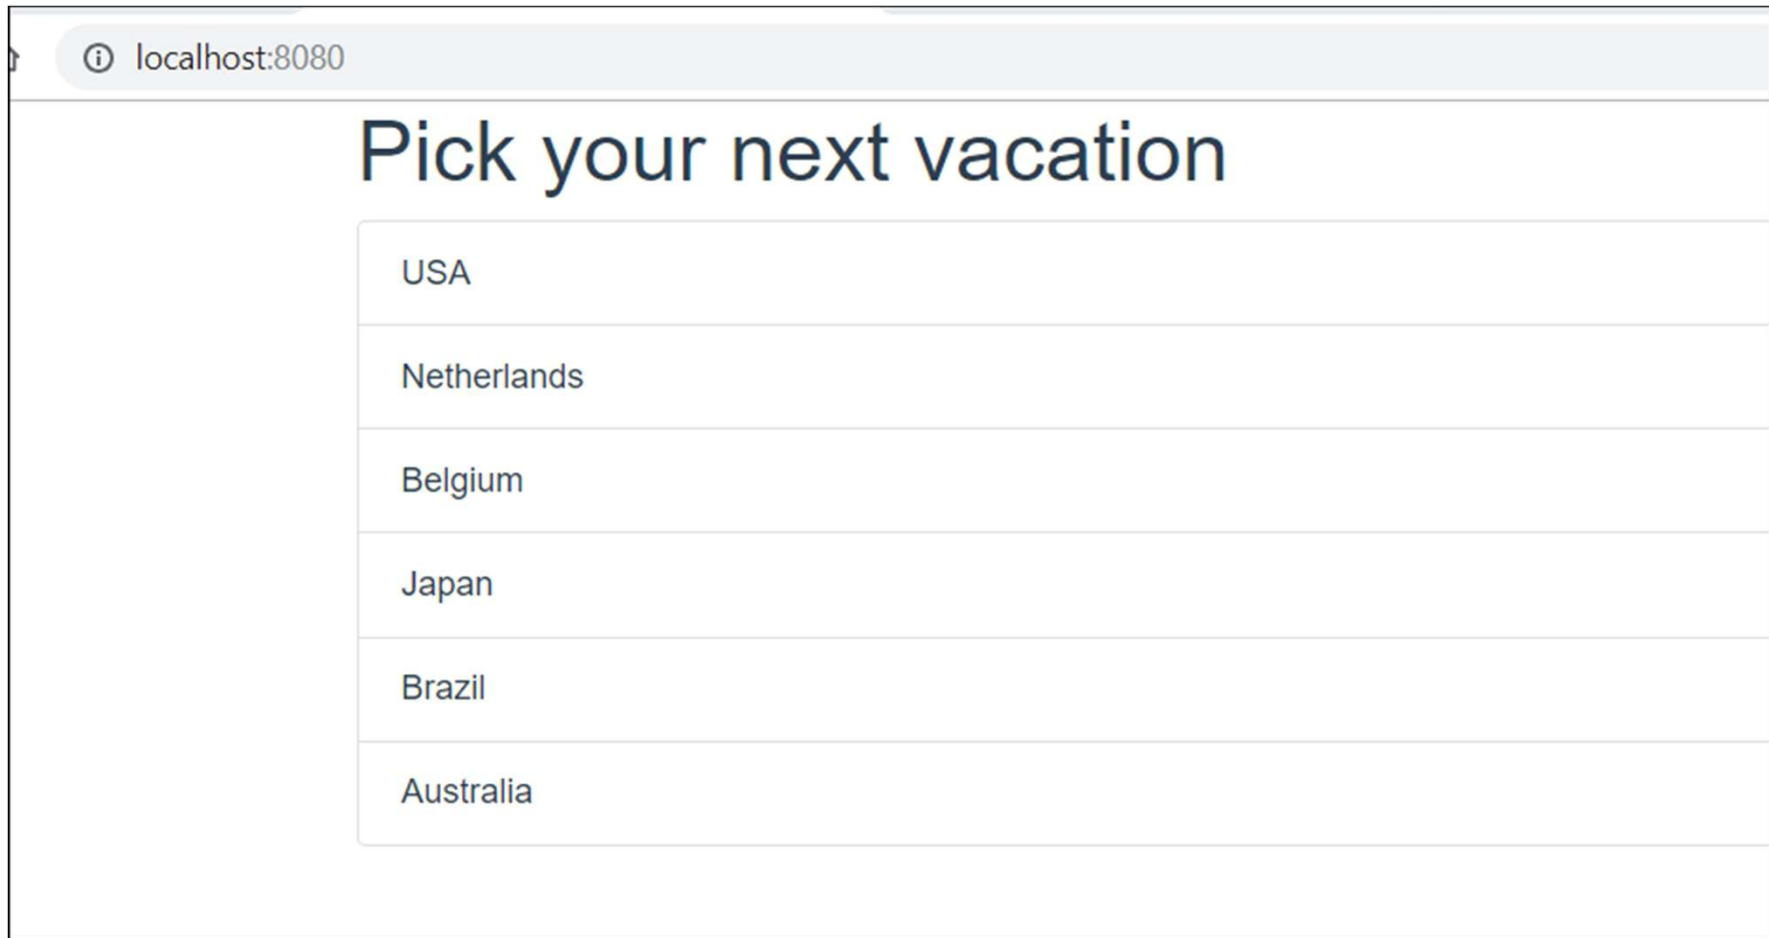 localhost:8080
Pick your next vacation
USA
Netherlands
Belgium
Japan
Brazil
Australia